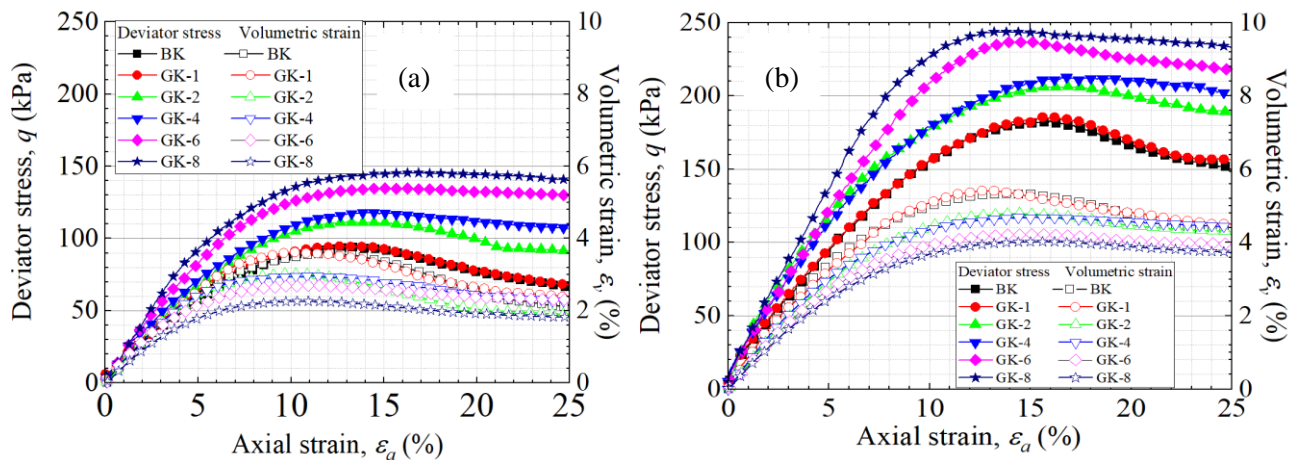 250
200
150
100
50
0
Deviator stress, q (kPa)
Deviator stress Volumetric strain
BK BK
GK-1 GK-1
GK-2 GK-2
GK-4 GK-4
GK-6 GK-6
GK-8 GK-8
(a)
10
8
6
4
2
0
Volumetric strain, εv (%)
0 5 10 15 20 25
Axial strain, εa (%)
250
200
150
100
50
0
Deviator stress, q (kPa)
(b)
Deviator stress Volumetric strain
BK BK
GK-1 GK-1
GK-2 GK-2
GK-4 GK-4
GK-6 GK-6
GK-8 GK-8
10
8
6
4
2
0
Volumetric strain, εv (%)
0 5 10 15 20 25
Axial strain, εa (%)